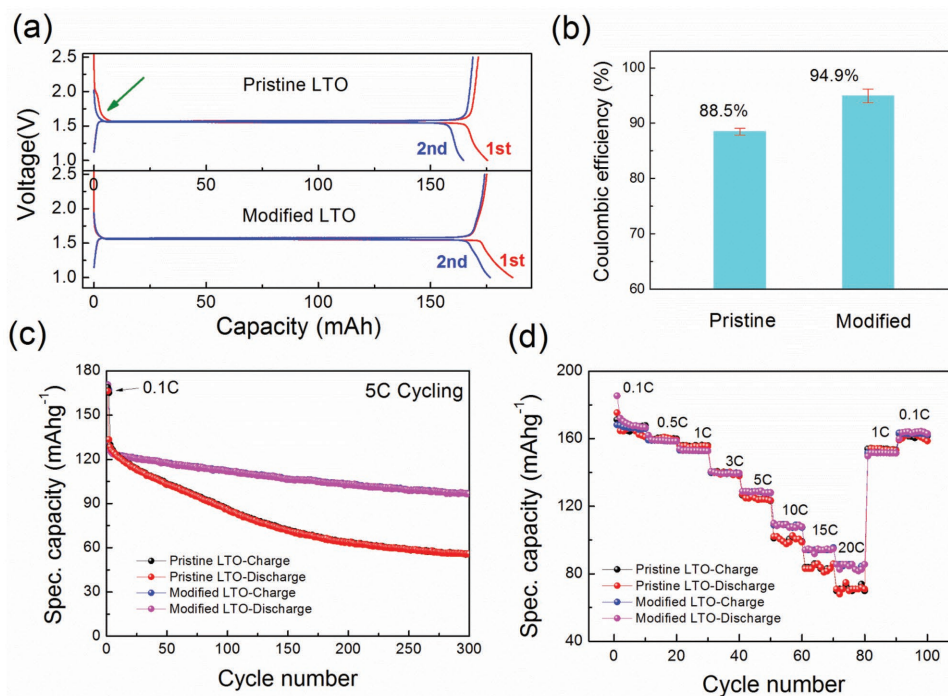 (a)
2.5
2.0
1.5
1.0
Pristine LTO
2nd
1st
0
50
100
150
2.5
2.0
1.5
1.0
Modified LTO
2nd
1st
0
50
100
150
Voltage(V)
Capacity (mAh)
(b)
Coulombic efficiency (%)
100
90
80
70
60
88.5%
94.9%
Pristine
Modified
(c)
Spec. capacity (mAhg-1)
180
150
120
90
60
30
0
0.1C
5C Cycling
Pristine LTO-Charge
Pristine LTO-Discharge
Modified LTO-Charge
Modified LTO-Discharge
0
50
100
150
200
250
300
Cycle number
(d)
Spec. capacity (mAhg-1)
200
160
120
80
40
0.1C
0.5C
1C
3C
5C
10C
15C
20C
1C
0.1C
Pristine LTO-Charge
Pristine LTO-Discharge
Modified LTO-Charge
Modified LTO-Discharge
0
20
40
60
80
100
Cycle number